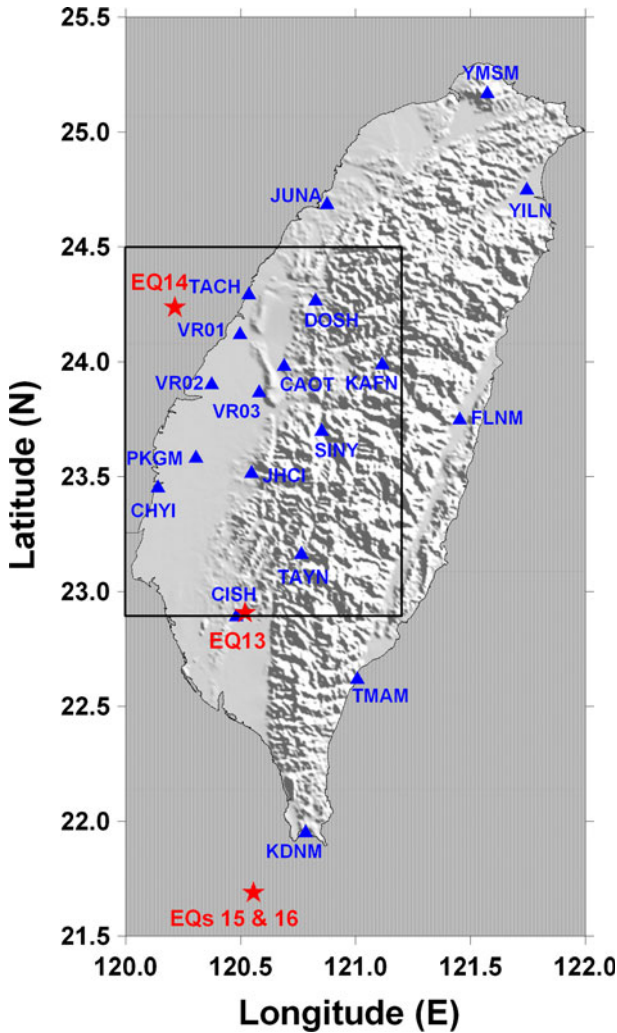 25.5
YMSM
25.0
JUNA
YILN
24.5
EQ14
TACH
DOSH
VR01
24.0
VR02
CAOT
KAFN
VR03
FLNM
SINY
PKGM
23.5
JHCI
CHYI
TAYN
23.0
CISH
EQ13
TMAM
22.5
22.0
KDNM
EQs 15 & 16
21.5
120.0 120.5 121.0 121.5 122.0
Longitude (E)
Latitude (N)